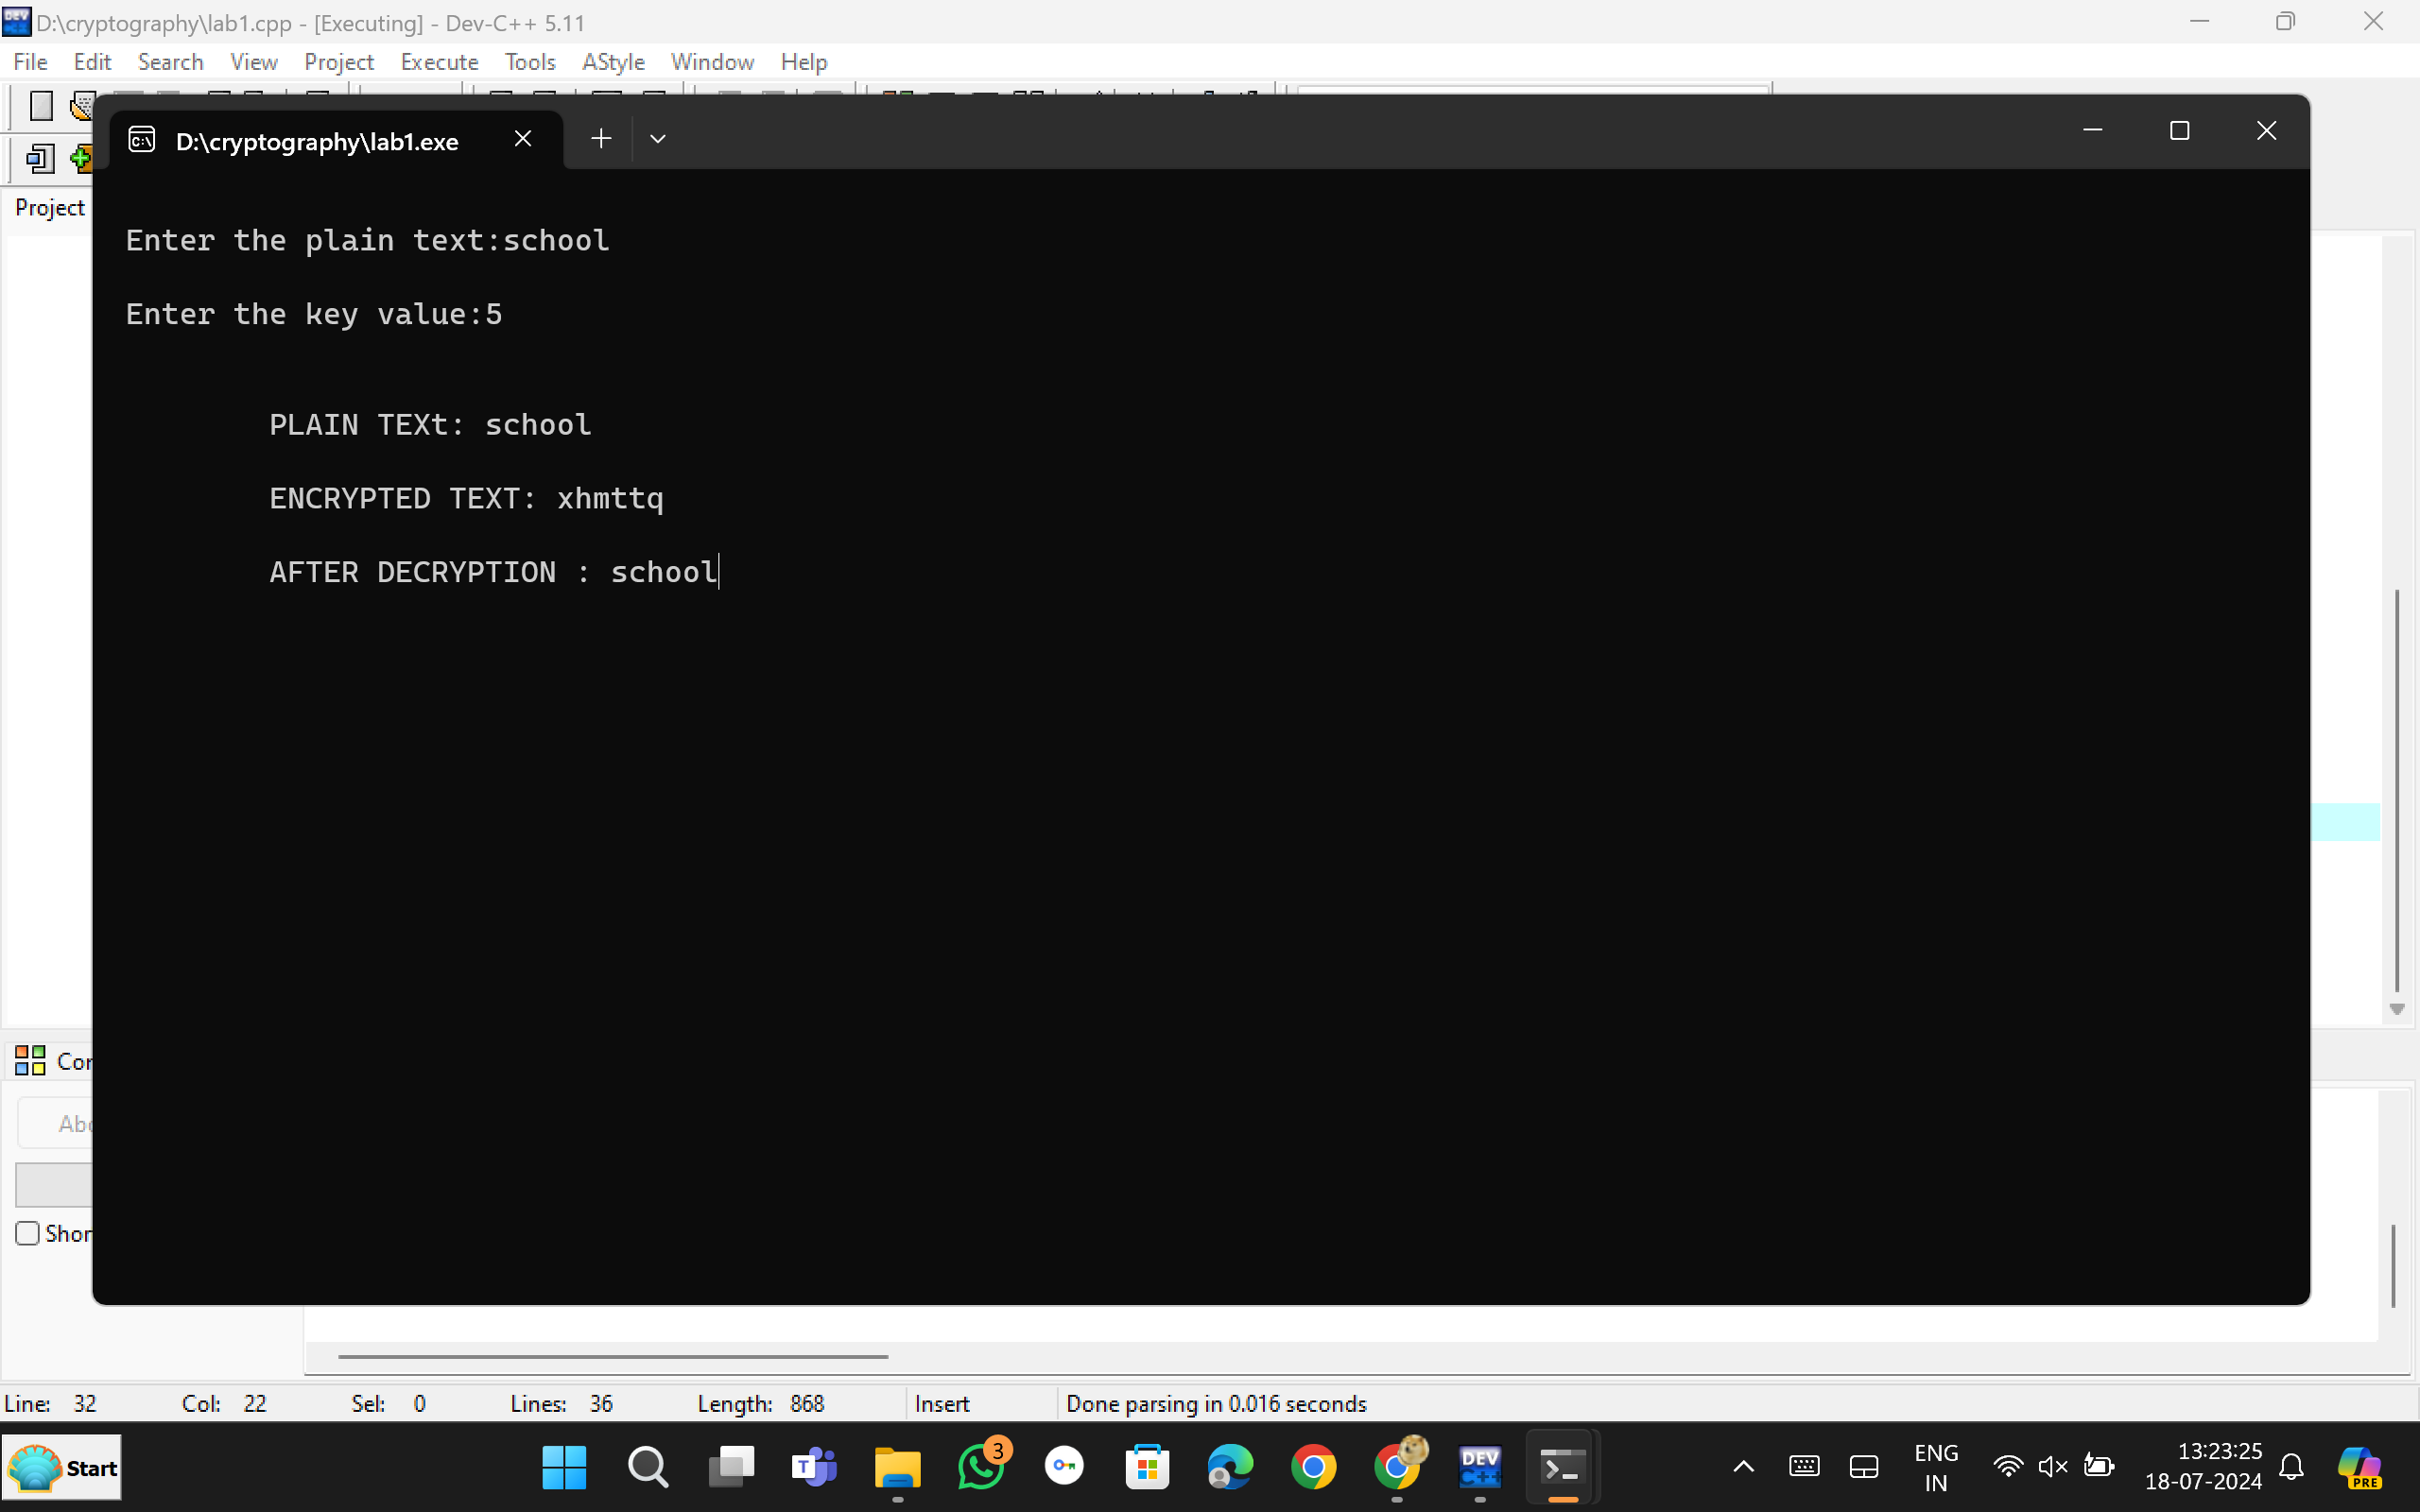 D:\cryptography\lab1.cpp - [Executing] - Dev-C++ 5.11
File Edit Search View Project Execute Tools AStyle Window Help
D:\cryptography\lab1.exe
Project
Enter the plain text:school
Enter the key value:5
PLAIN TEXt: school
ENCRYPTED TEXT: xhmttq
AFTER DECRYPTION : school
Line: 32 Col: 22 Sel: 0 Lines: 36 Length: 868 Insert Done parsing in 0.016 seconds
Start
3
DEV C++
ENG
IN
13:23:25
18-07-2024
PRE